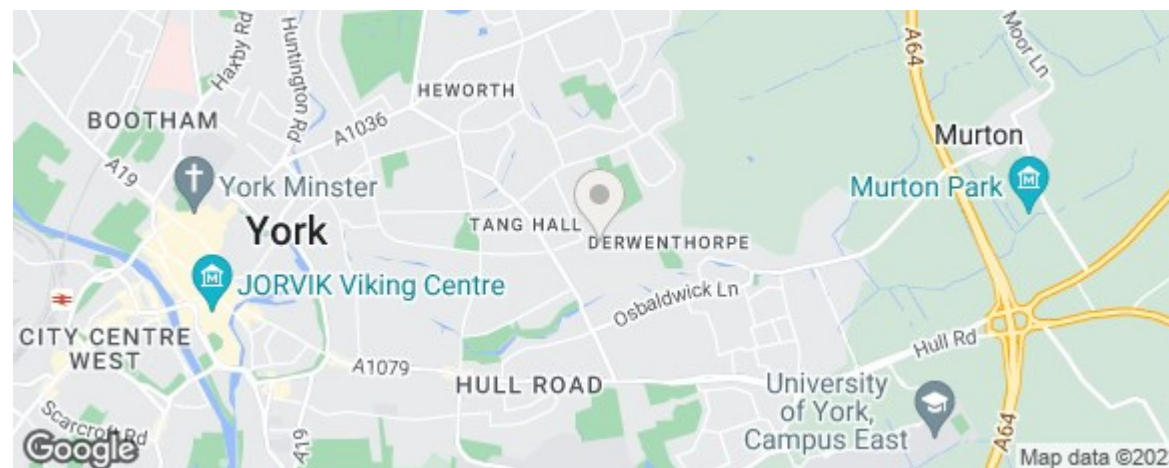 Haxby Rd
Huntington Rd
A64
Moor Ln
HEWORTH
BOOTHAM
A1036
Murton
A19
York Minster
Murton Park
York
TANG HALL
DERWENTHORPE
JORVIK Viking Centre
Osbaldwick Ln
CITY CENTRE
WEST
A1079
Hull Rd
HULL ROAD
University
of York,
Campus East
Scarcroft Rd
A19
A64
Google
Map data ©202